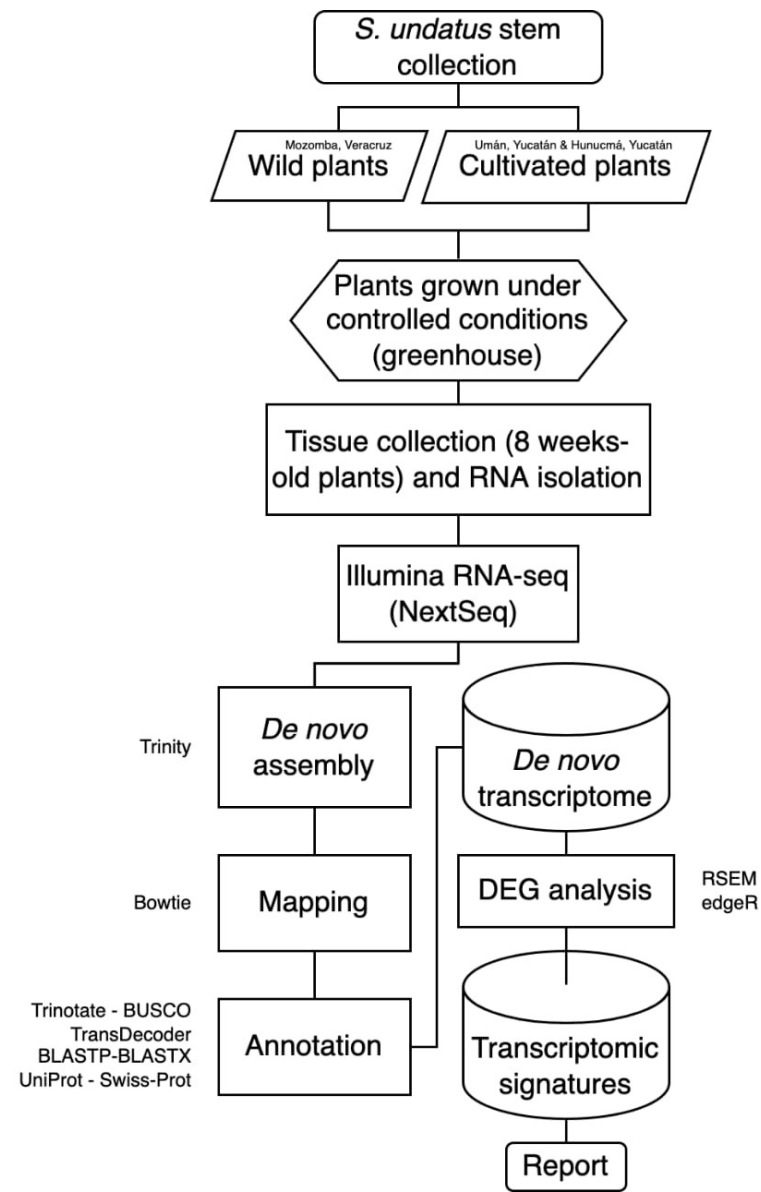 S. undatus stem
collection
Mozomba, Veracruz
Wild plants
Umán, Yucatán & Hunucmá, Yucatán
Cultivated plants
Plants grown under
controlled conditions
(greenhouse)
Tissue collection (8 weeks-
old plants) and RNA isolation
Illumina RNA-seq
(NextSeq)
Trinity
De novo
assembly
Bowtie
Mapping
Trinotate - BUSCO
TransDecoder
BLASTP-BLASTX
UniProt - Swiss-Prot
Annotation
De novo
transcriptome
DEG analysis
RSEM
edgeR
Transcriptomic
signatures
Report